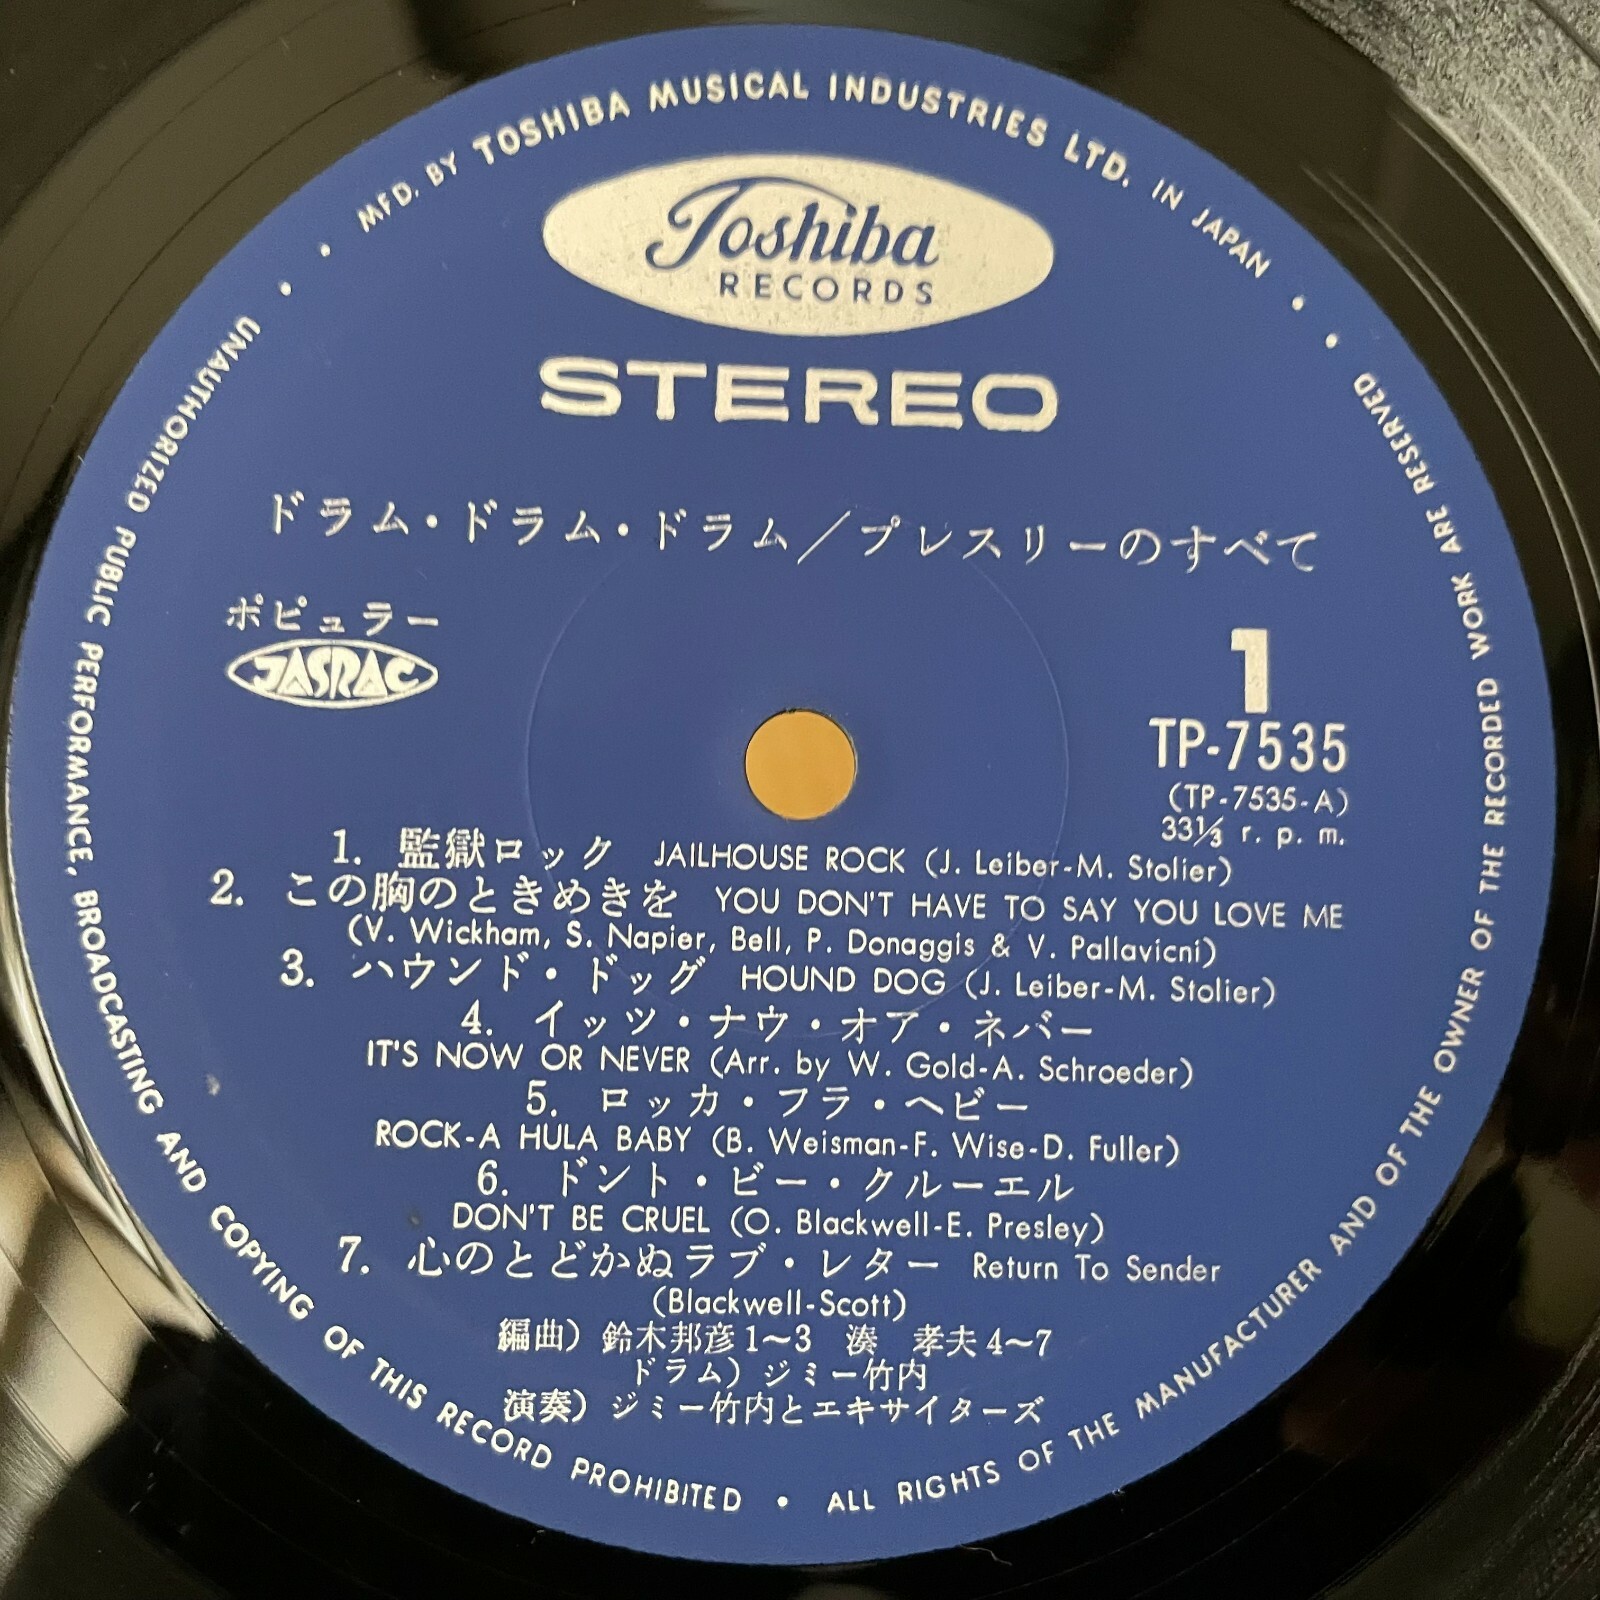 MFD. BY TOSHIBA MUSICAL INDUSTRIES LTD. IN JAPAN
Toshiba
RECORDS
STEREO
ドラム・ドラム・ドラム／プレスリーのすべて
ポピュラー
JASRAC
1
TP-7535
(TP-7535-A)
33⅓ r. p. m.
1. 監獄ロック JAILHOUSE ROCK (J. Leiber-M. Stolier)
2. この胸のときめきを YOU DON'T HAVE TO SAY YOU LOVE ME
(V. Wickham, S. Napier, Bell, P. Donaggis & V. Pallavicni)
3. ハウンド・ドッグ HOUND DOG (J. Leiber-M. Stolier)
4. イッツ・ナウ・オア・ネバー
IT'S NOW OR NEVER (Arr. by W. Gold-A. Schroeder)
5. ロッカ・フラ・ヘビー
ROCK-A HULA BABY (B. Weisman-F. Wise-D. Fuller)
6. ドント・ビー・クルーエル
DON'T BE CRUEL (O. Blackwell-E. Presley)
7. 心のとどかぬラブ・レター Return To Sender
(Blackwell-Scott)
編曲) 鈴木邦彦1〜3 湊 孝夫4〜7
ドラム) ジミー竹内
演奏) ジミー竹内とエキサイターズ
UNAUTHORIZED PUBLIC PERFORMANCE, BROADCASTING AND COPYING OF THIS RECORD PROHIBITED • ALL RIGHTS OF THE MANUFACTURER AND OF THE OWNER OF THE RECORDED WORK ARE RESERVED